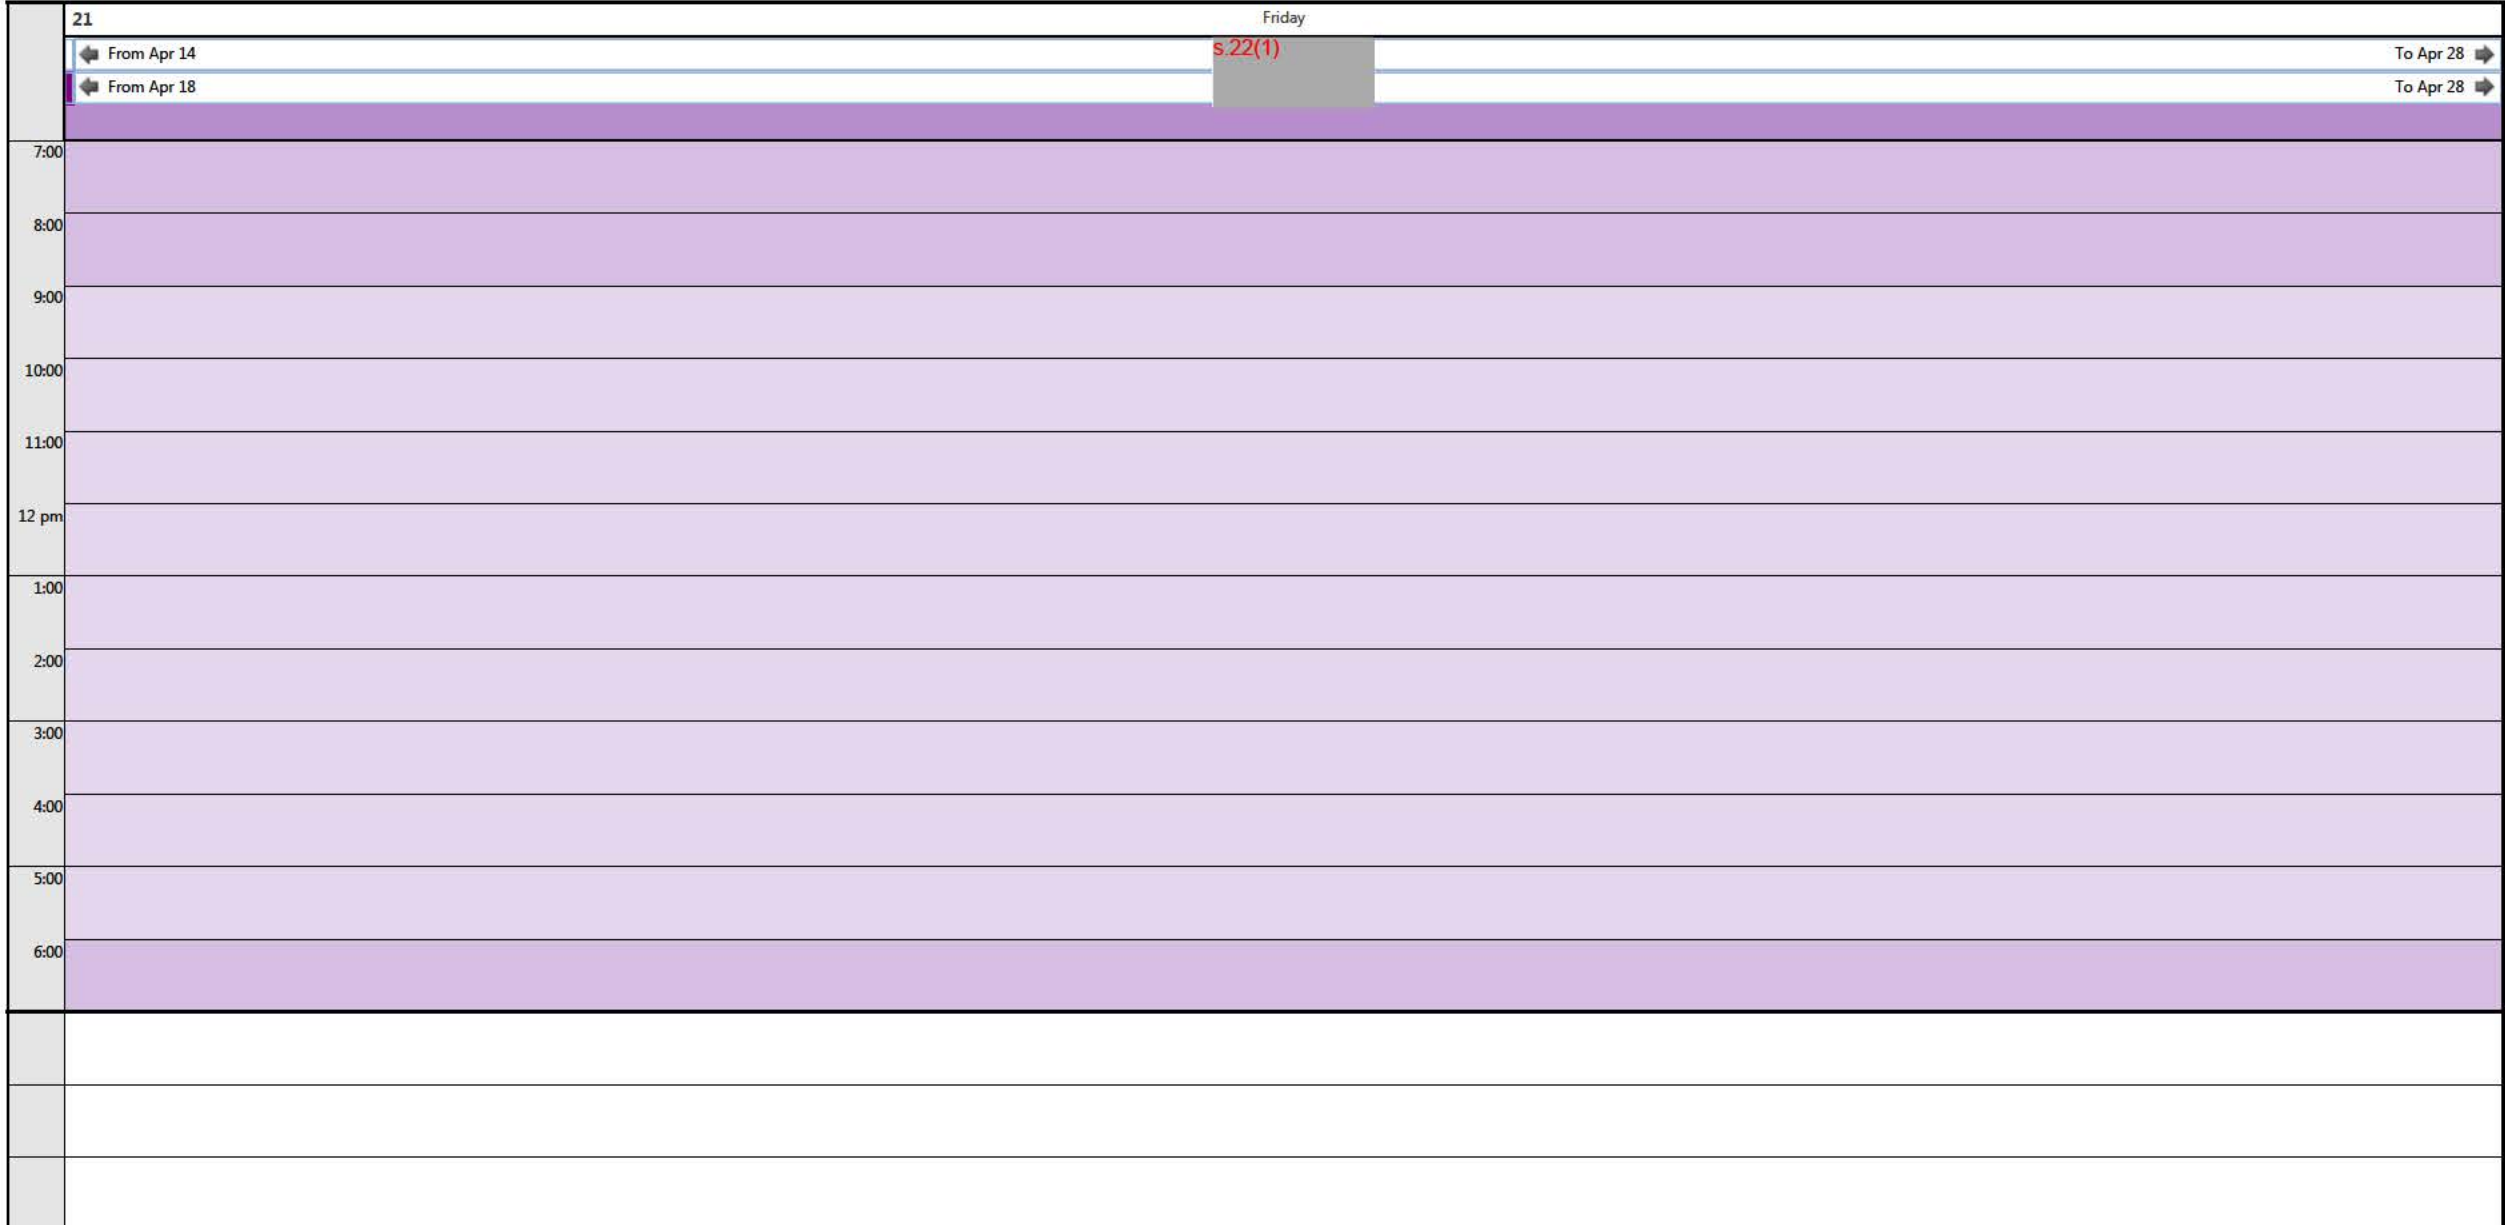 21 Friday
From Apr 14 s.22(1) To Apr 28
From Apr 18 To Apr 28
7:00
8:00
9:00
10:00
11:00
12 pm
1:00
2:00
3:00
4:00
5:00
6:00